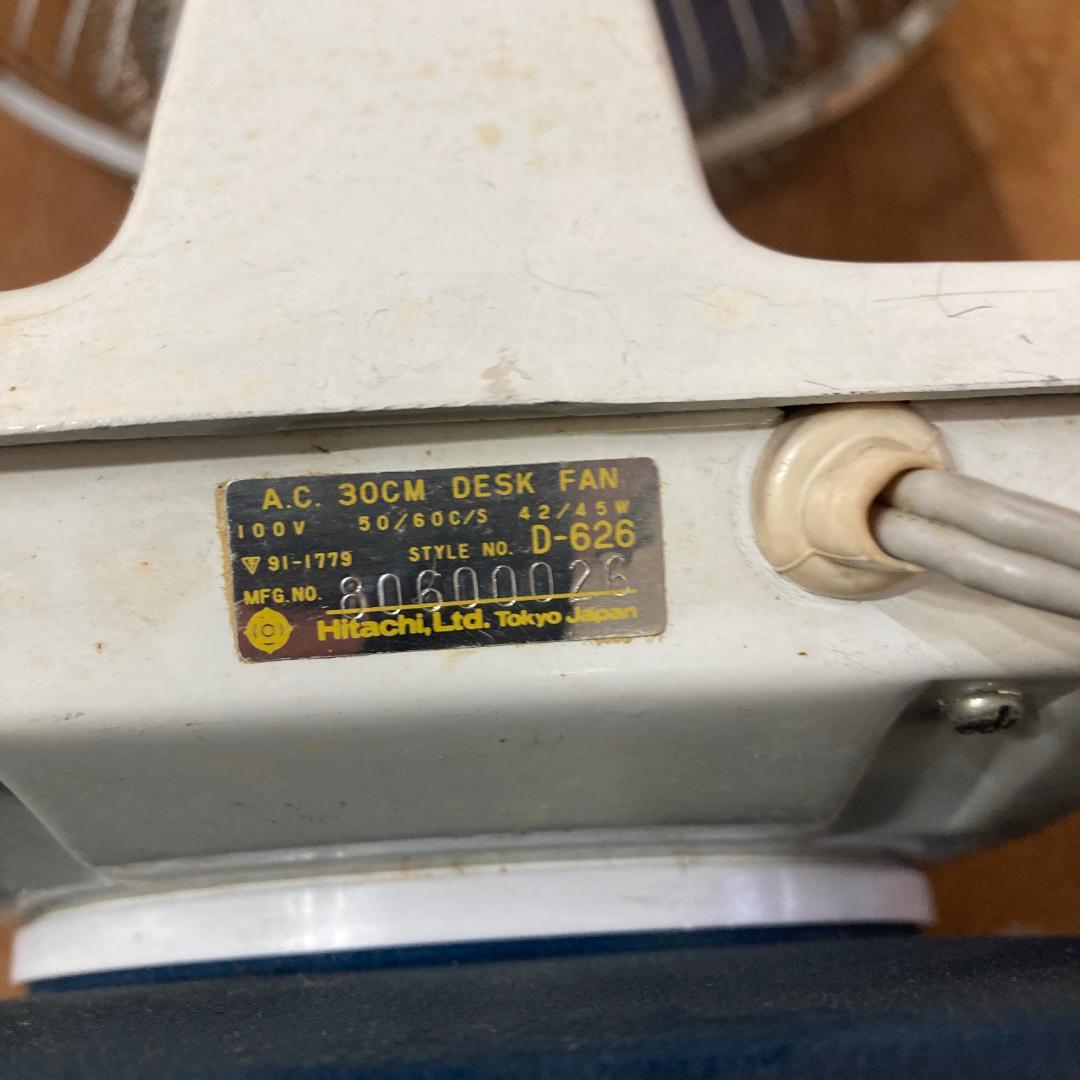 A.C. 30CM DESK FAN
100V 50/60C/S 42/45W
91-1779 STYLE NO. D-626
MFG.NO. 80600026
Hitachi, Ltd. Tokyo Japan